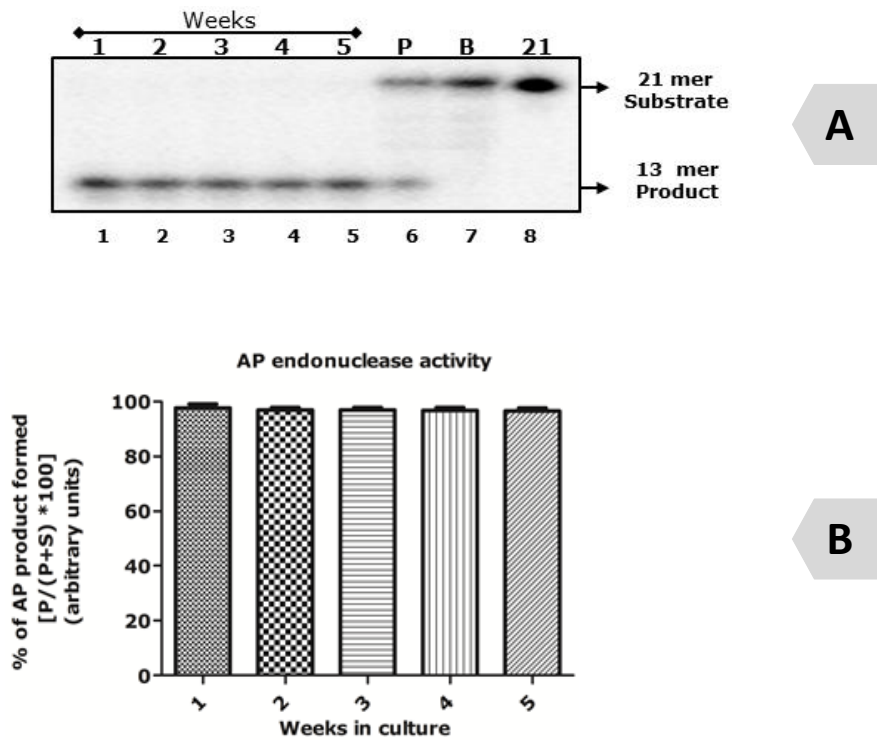 Weeks
1 2 3 4 5 P B 21
21 mer
Substrate
13 mer
Product
1 2 3 4 5 6 7 8
A
AP endonuclease activity
% of AP product formed
[P/(P+S) *100]
(arbitrary units)
100
80
60
40
20
0
1 2 3 4 5
Weeks in culture
B